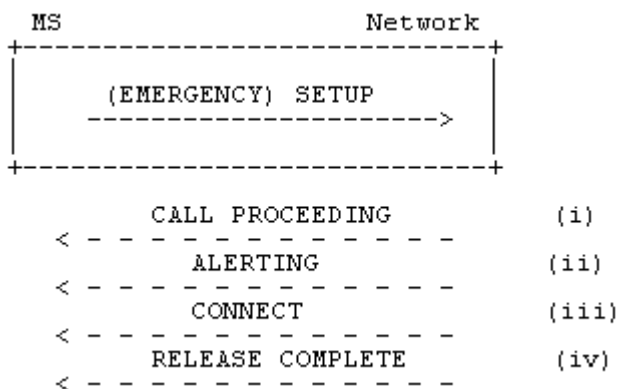 MS Network
(EMERGENCY) SETUP
CALL PROCEEDING (i)
ALERTING (ii)
CONNECT (iii)
RELEASE COMPLETE (iv)